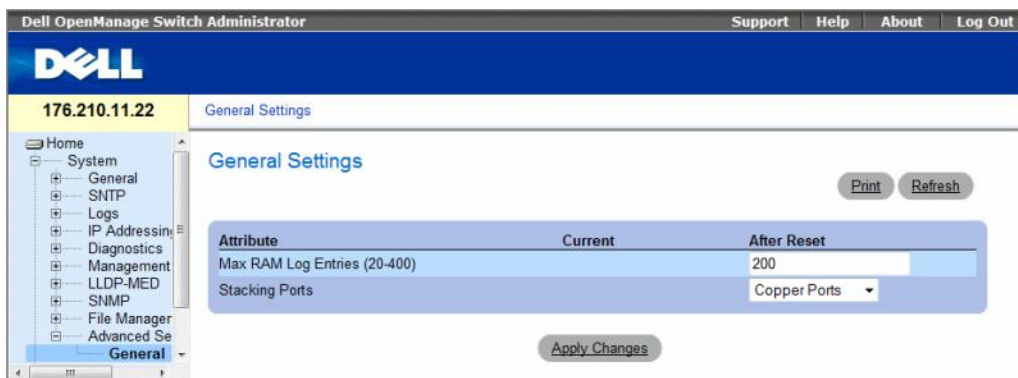 Dell OpenManage Switch Administrator
Support Help About Log Out
DELL
176.210.11.22
General Settings
Home
System
General
SNTP
Logs
IP Addressin
Diagnostics
Management
LLDP-MED
SNMP
File Manager
Advanced Se
General
General Settings
Print Refresh
Attribute Current After Reset
Max RAM Log Entries (20-400) 200
Stacking Ports Copper Ports
Apply Changes